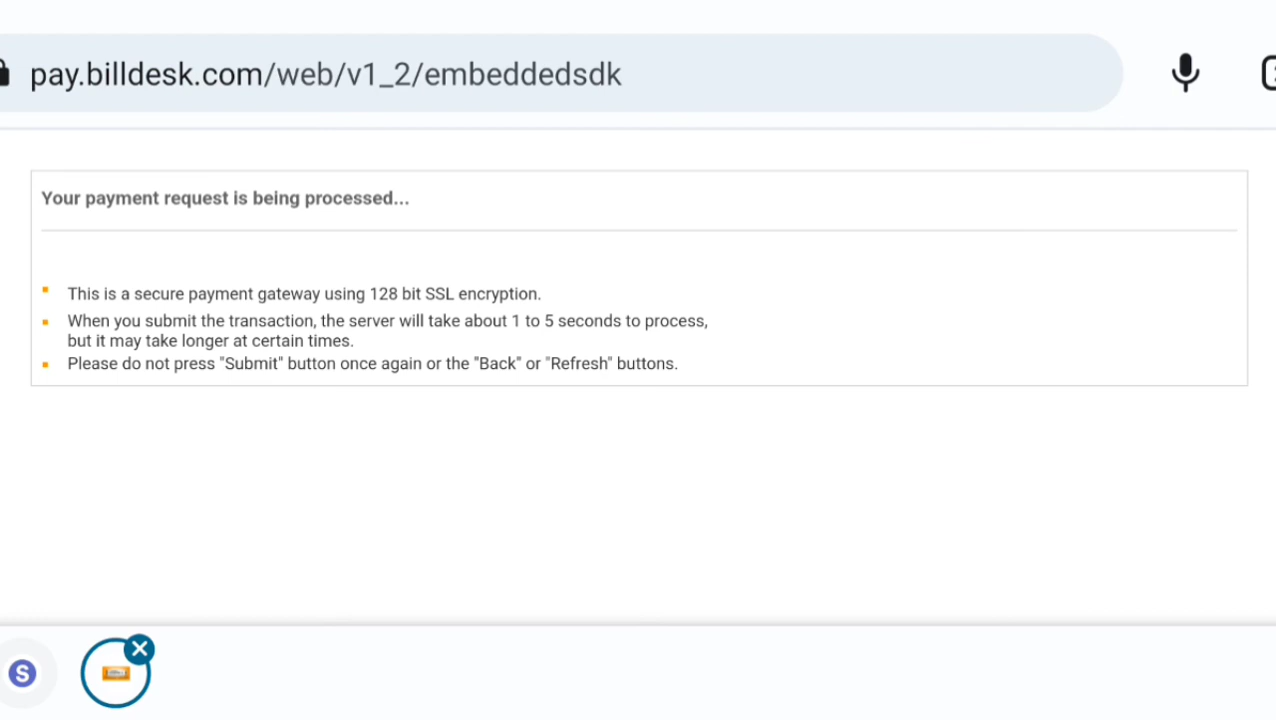 pay.billdesk.com/web/v1_2/embeddedsdk
Your payment request is being processed...
This is a secure payment gateway using 128 bit SSL encryption.
When you submit the transaction, the server will take about 1 to 5 seconds to process,
but it may take longer at certain times.
Please do not press "Submit" button once again or the "Back" or "Refresh" buttons.
S